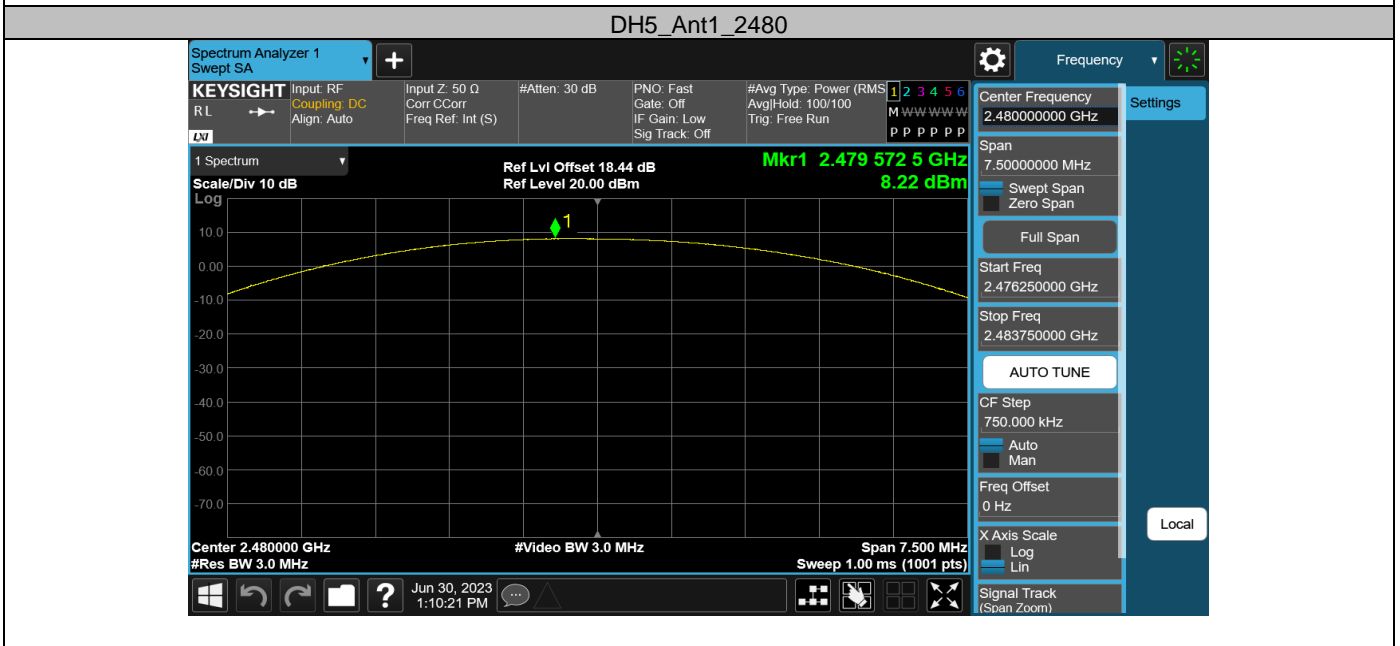 DH5_Ant1_2480
Spectrum Analyzer 1
Swept SA
+
Frequency
KEYSIGHT
RL
LXI
Input: RF
Coupling: DC
Align: Auto
Input Z: 50 Ω
Corr CCorr
Freq Ref: Int (S)
#Atten: 30 dB
PNO: Fast
Gate: Off
IF Gain: Low
Sig Track: Off
#Avg Type: Power (RMS
Avg|Hold: 100/100
Trig: Free Run
1 2 3 4 5 6
M W W W W W
P P P P P P
1 Spectrum
Scale/Div 10 dB
Ref Lvl Offset 18.44 dB
Ref Level 20.00 dBm
Mkr1 2.479 572 5 GHz
8.22 dBm
Log
1
10.0
0.00
-10.0
-20.0
-30.0
-40.0
-50.0
-60.0
-70.0
Center 2.480000 GHz
#Res BW 3.0 MHz
#Video BW 3.0 MHz
Span 7.500 MHz
Sweep 1.00 ms (1001 pts)
?
Jun 30, 2023
1:10:21 PM
Center Frequency
2.480000000 GHz
Settings
Span
7.50000000 MHz
Swept Span
Zero Span
Full Span
Start Freq
2.476250000 GHz
Stop Freq
2.483750000 GHz
AUTO TUNE
CF Step
750.000 kHz
Auto
Man
Freq Offset
0 Hz
Local
X Axis Scale
Log
Lin
Signal Track
(Span Zoom)